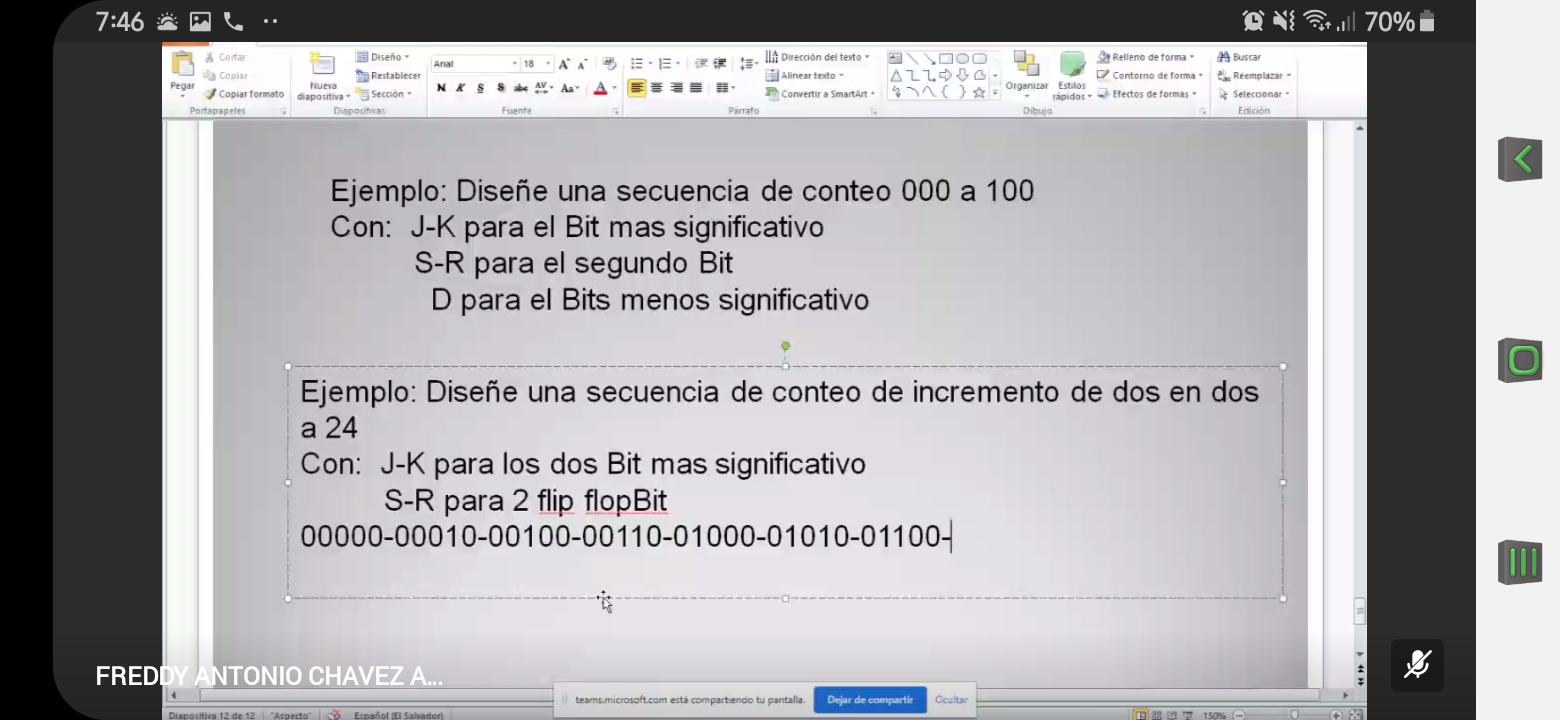 7:46 70%
Cortar
Copiar
Copiar formato
Pegar
Portapapeles
Nueva
diapositiva
Diseño
Restablecer
Sección
Diapositivas
Arial 18
N K S S abc AV Aa A
Fuente
Dirección del texto
Alinear texto
Convertir a SmartArt
Párrafo
Organizar
Estilos
rápidos
Relleno de forma
Contorno de forma
Efectos de formas
Dibujo
Buscar
Reemplazar
Seleccionar
Edición
Ejemplo: Diseñe una secuencia de conteo 000 a 100
Con: J-K para el Bit mas significativo
S-R para el segundo Bit
D para el Bits menos significativo
Ejemplo: Diseñe una secuencia de conteo de incremento de dos en dos
a 24
Con: J-K para los dos Bit mas significativo
S-R para 2 flip flopBit
00000-00010-00100-00110-01000-01010-01100-
FREDDY ANTONIO CHAVEZ A...
teams.microsoft.com está compartiendo tu pantalla. Dejar de compartir Ocultar
Diapositiva 12 de 12 "Aspecto" Español (El Salvador) 150%